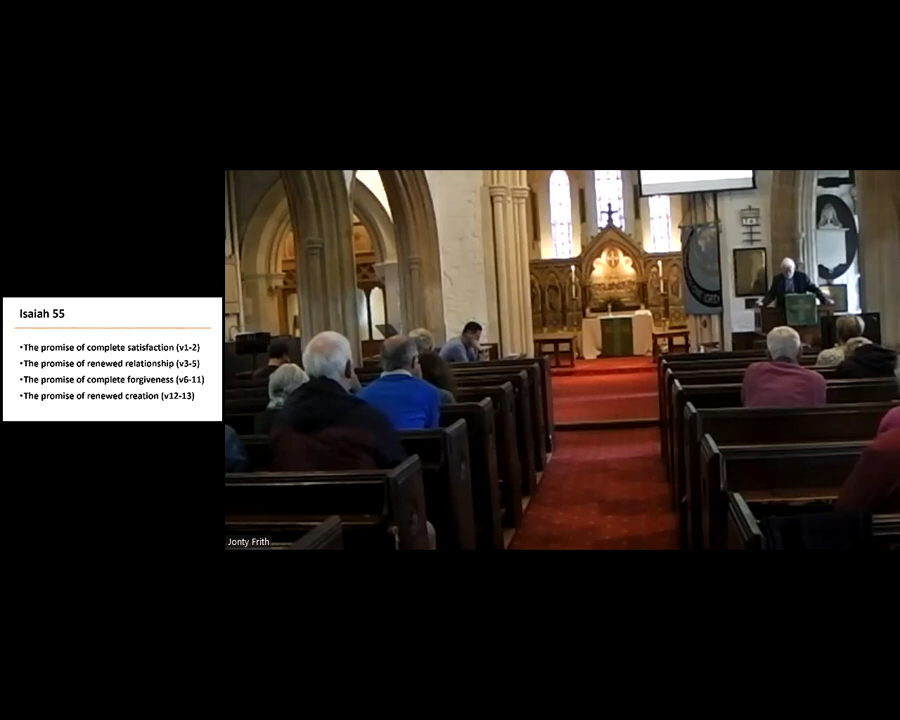 Isaiah 55
•The promise of complete satisfaction (v1-2)
•The promise of renewed relationship (v3-5)
•The promise of complete forgiveness (v6-11)
•The promise of renewed creation (v12-13)
Jonty Frith